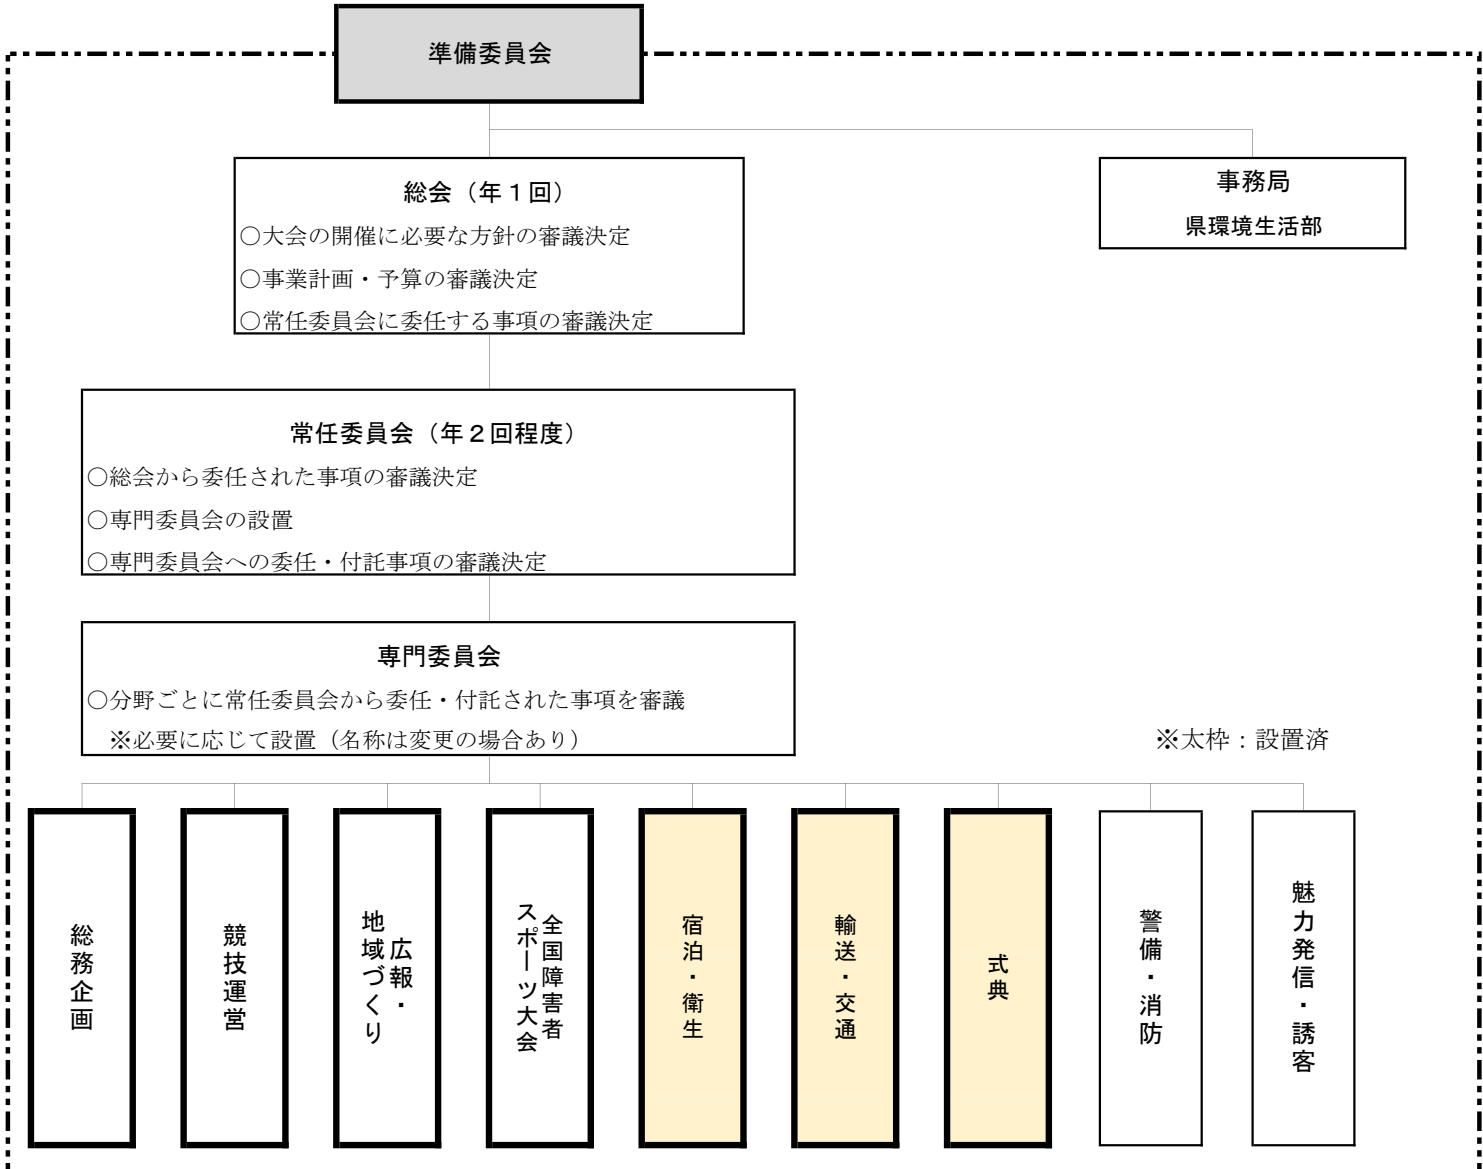 準備委員会
総会（年１回）
○大会の開催に必要な方針の審議決定
○事業計画・予算の審議決定
○常任委員会に委任する事項の審議決定
事務局
県環境生活部
常任委員会（年２回程度）
○総会から委任された事項の審議決定
○専門委員会の設置
○専門委員会への委任・付託事項の審議決定
専門委員会
○分野ごとに常任委員会から委任・付託された事項を審議
※必要に応じて設置（名称は変更の場合あり）
※太枠：設置済
総務企画
競技運営
広報・
地域づくり
全国障害者
スポーツ大会
宿泊・衛生
輸送・交通
式典
警備・消防
魅力発信・誘客